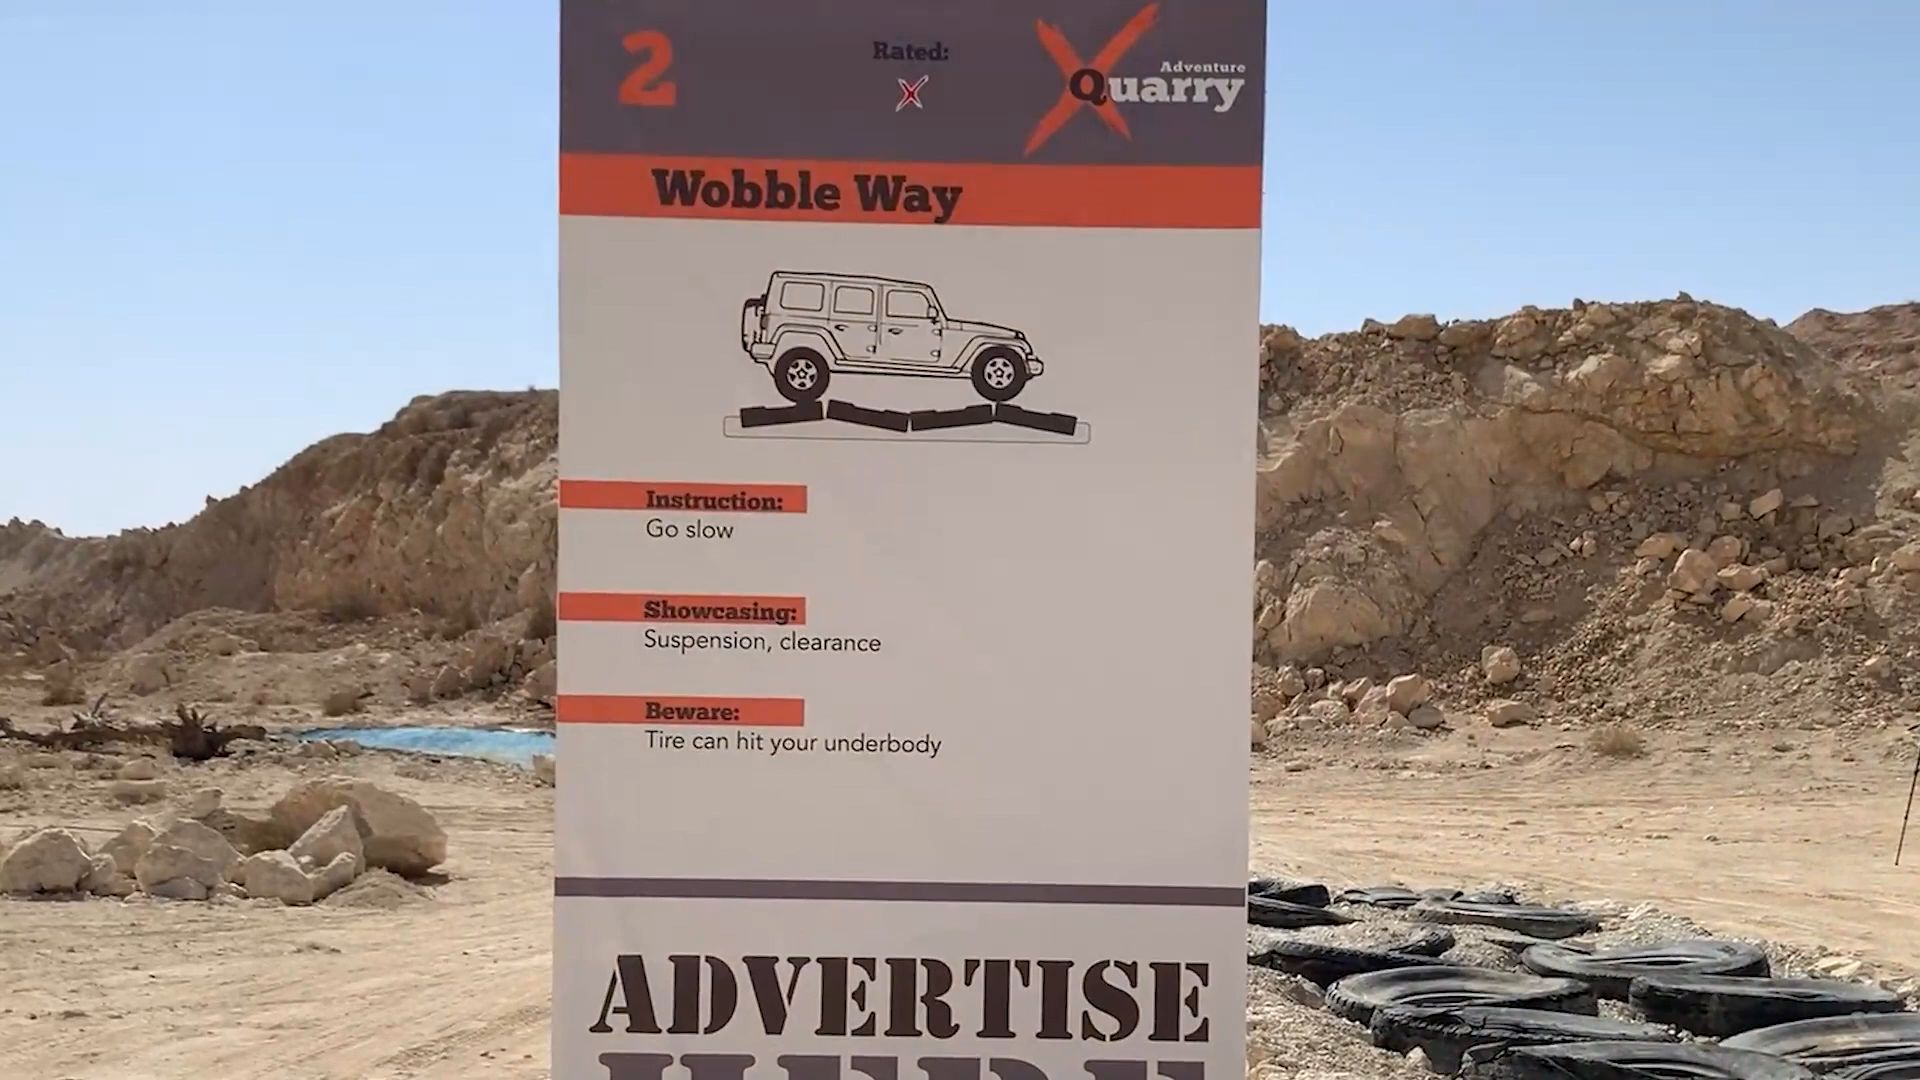 2
Rated:
X
Adventure
Quarry
Wobble Way
Instruction:
Go slow
Showcasing:
Suspension, clearance
Beware:
Tire can hit your underbody
ADVERTISE
HERE